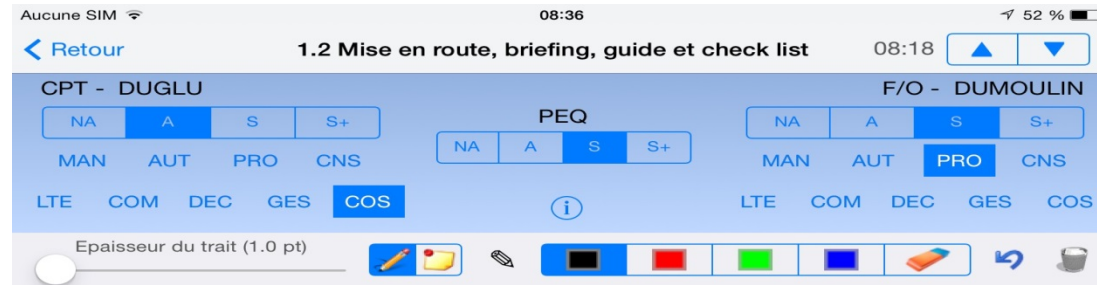 Aucune SIM 08:36 52 %
Retour 1.2 Mise en route, briefing, guide et check list 08:18
CPT - DUGLU F/O - DUMOULIN
PEQ
NA A S S+ NA A S S+ NA A S S+
MAN AUT PRO CNS MAN AUT PRO CNS
LTE COM DEC GES COS i LTE COM DEC GES COS
Epaisseur du trait (1.0 pt)